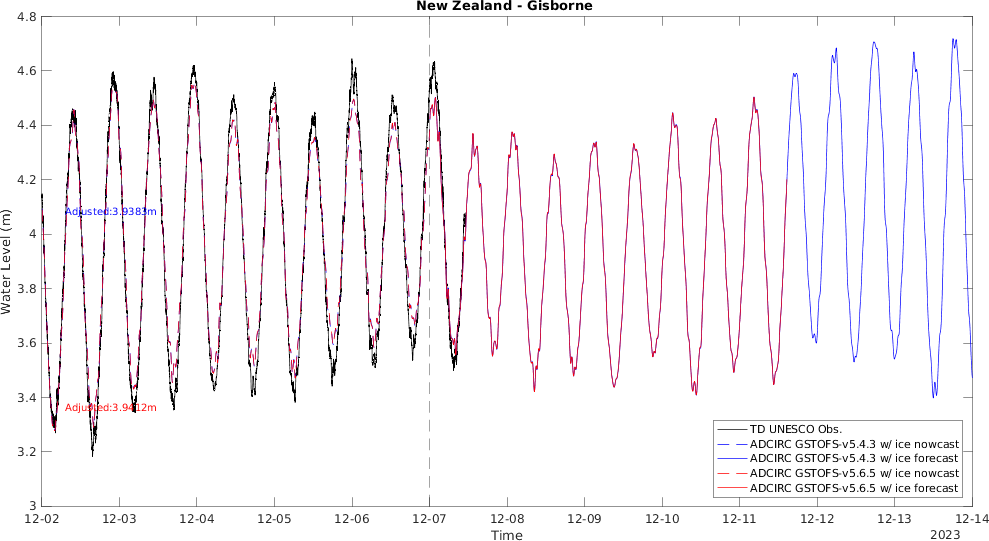 New Zealand - Gisborne
4.8
4.6
4.4
4.2
4
3.8
3.6
3.4
3.2
3
Water Level (m)
Adjusted:3.9383m
Adjusted:3.9412m
TD UNESCO Obs.
ADCIRC GSTOFS-v5.4.3 w/ ice nowcast
ADCIRC GSTOFS-v5.4.3 w/ ice forecast
ADCIRC GSTOFS-v5.6.5 w/ ice nowcast
ADCIRC GSTOFS-v5.6.5 w/ ice forecast
12-02 12-03 12-04 12-05 12-06 12-07 12-08 12-09 12-10 12-11 12-12 12-13 12-14
Time
2023